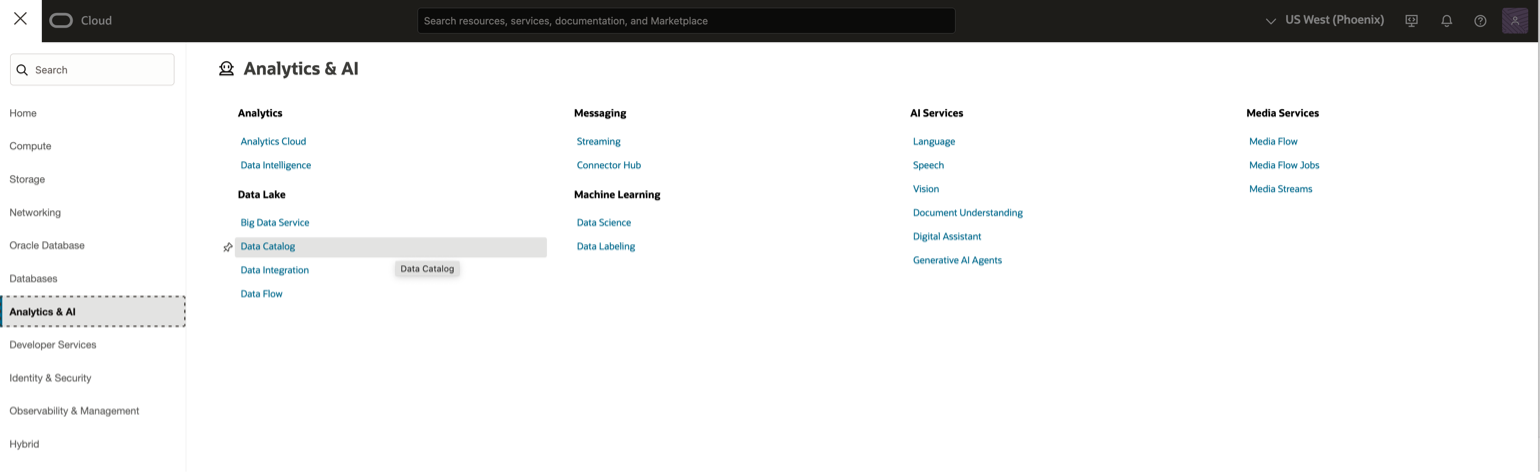 Cloud
Search resources, services, documentation, and Marketplace
US West (Phoenix)
Search
Home
Compute
Storage
Networking
Oracle Database
Databases
Analytics & AI
Developer Services
Identity & Security
Observability & Management
Hybrid
Analytics & AI
Analytics
Analytics Cloud
Data Intelligence
Data Lake
Big Data Service
Data Catalog
Data Catalog
Data Integration
Data Flow
Messaging
Streaming
Connector Hub
Machine Learning
Data Science
Data Labeling
AI Services
Language
Speech
Vision
Document Understanding
Digital Assistant
Generative AI Agents
Media Services
Media Flow
Media Flow Jobs
Media Streams